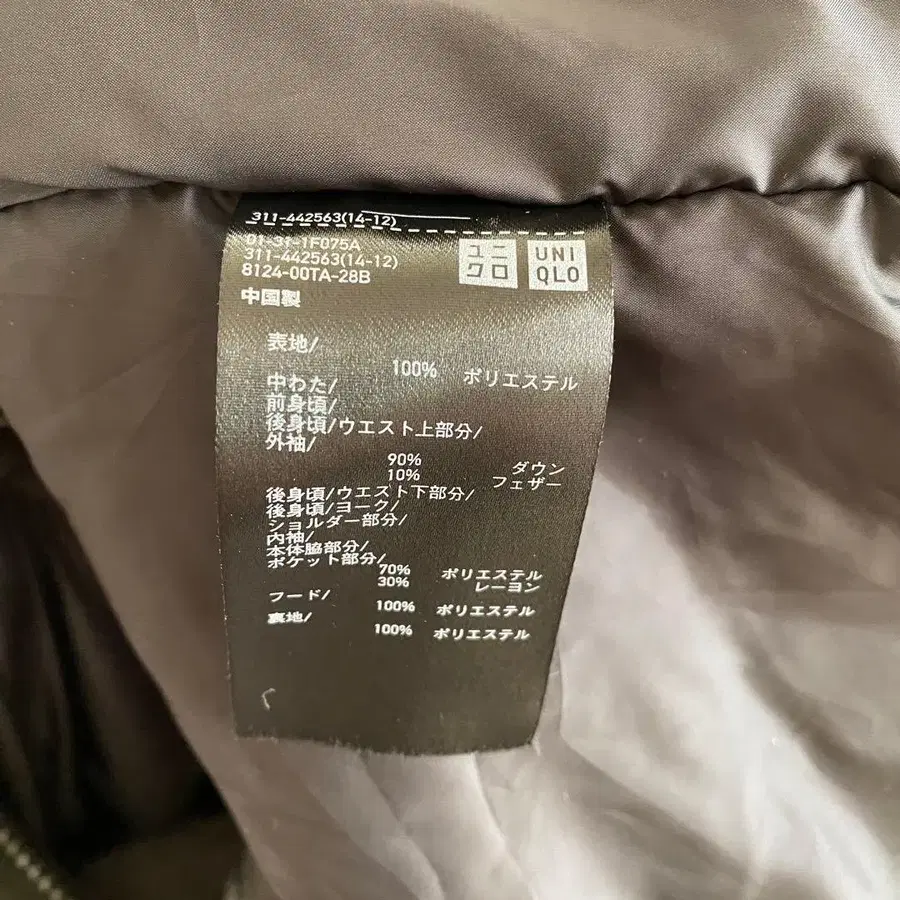 311-442563(14-12)
01-31-1F075A
311-442563(14-12)
8124-00TA-28B
中国製
ユニ
クロ
UNI
QLO
表地/
100% ポリエステル
中わた/
前身頃/
後身頃/ウエスト上部分/
外袖/
90% ダウン
10% フェザー
後身頃/ウエスト下部分/
後身頃/ヨーク/
ショルダー部分/
内袖/
本体脇部分/
ポケット部分/
70% ポリエステル
30% レーヨン
フード/
100% ポリエステル
裏地/
100% ポリエステル